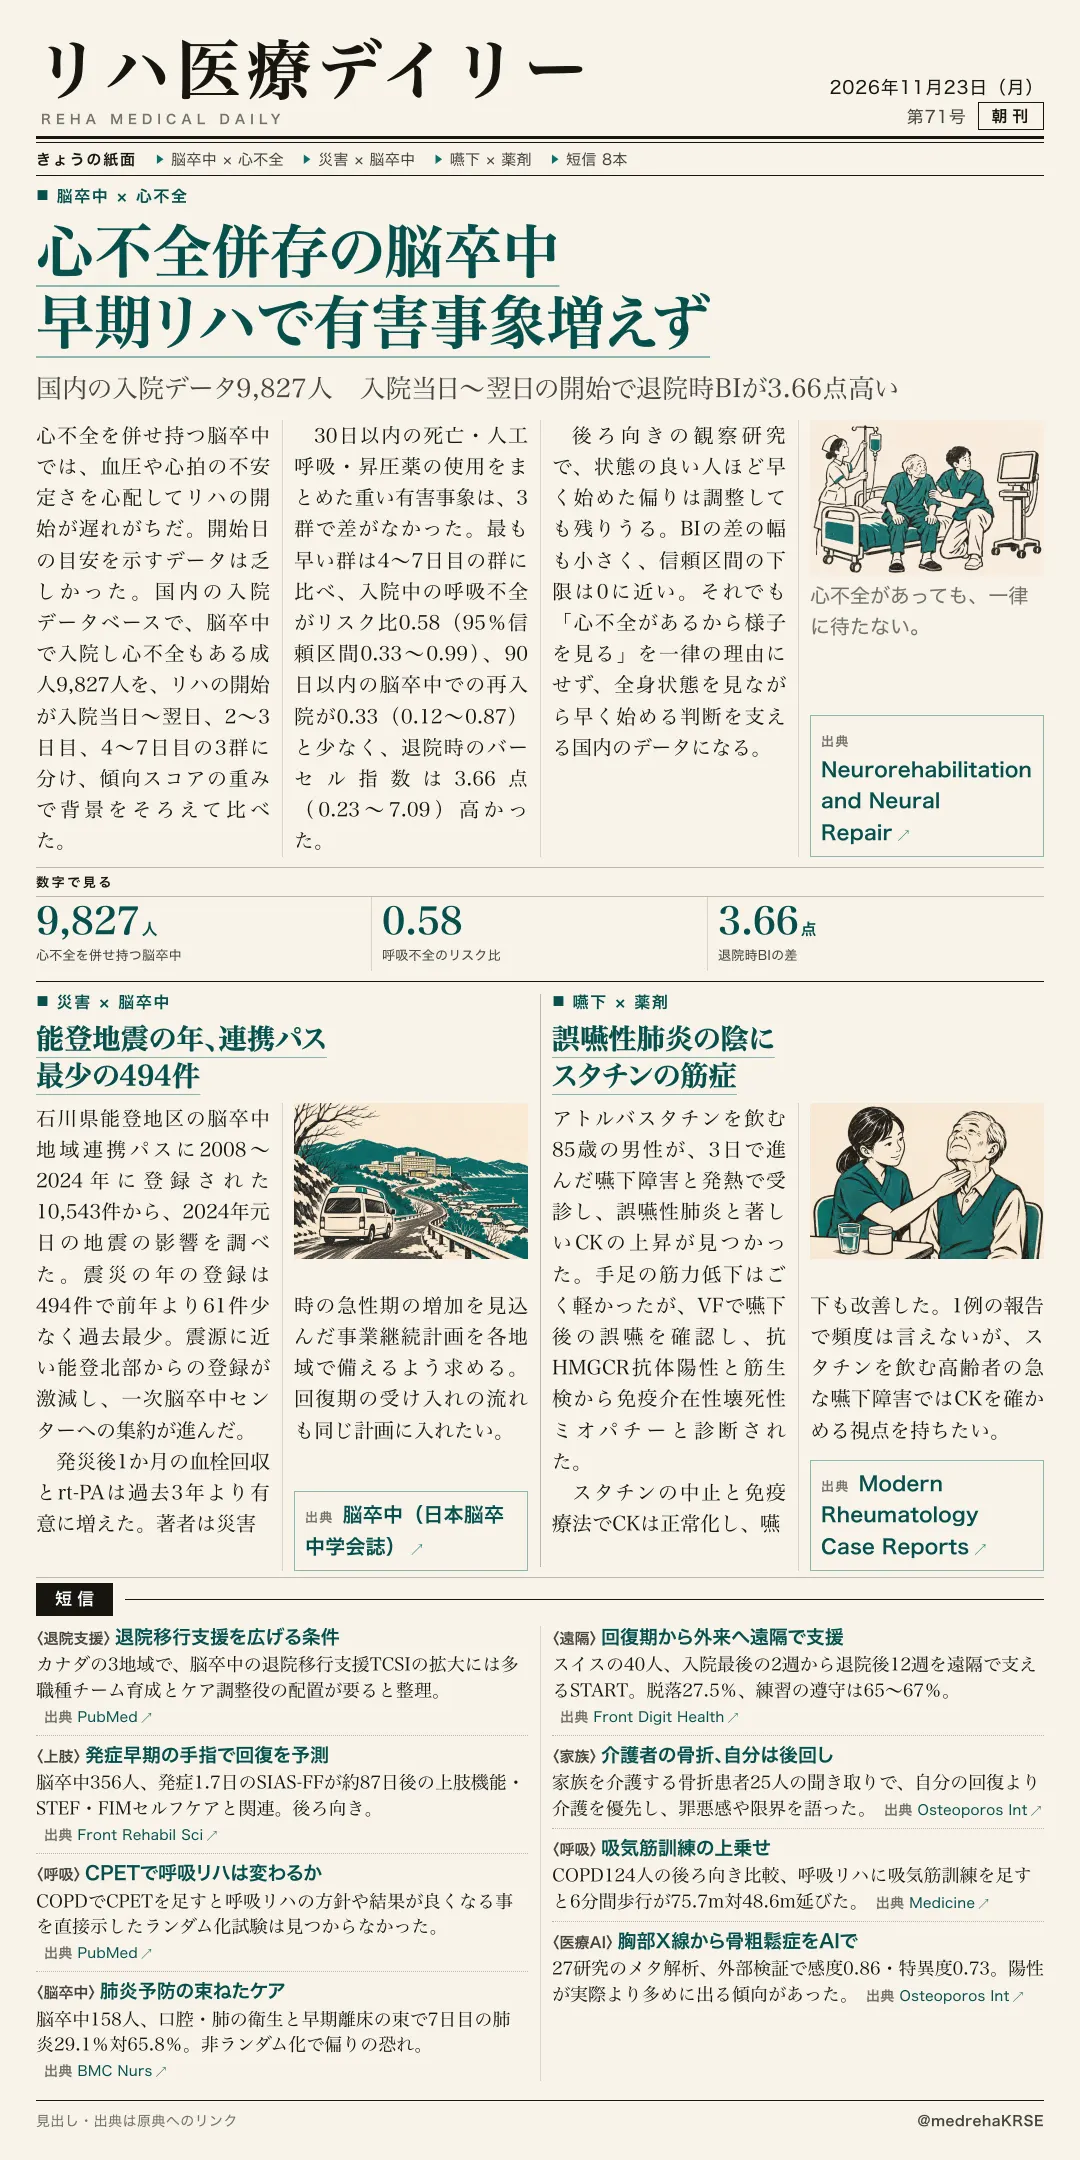 リハ医療デイリー
REHA MEDICAL DAILY
2026年11月23日（月）
第71号 朝刊
きょうの紙面 ▶ 脳卒中 × 心不全 ▶ 災害 × 脳卒中 ▶ 嚥下 × 薬剤 ▶ 短信 8本
■ 脳卒中 × 心不全
心不全併存の脳卒中
早期リハで有害事象増えず
国内の入院データ9,827人　入院当日〜翌日の開始で退院時BIが3.66点高い
心不全を併せ持つ脳卒中
では、血圧や心拍の不安
定さを心配してリハの開
始が遅れがちだ。開始日
の目安を示すデータは乏
しかった。国内の入院
データベースで、脳卒中
で入院し心不全もある成
人9,827人を、リハの開始
が入院当日〜翌日、2〜3
日目、4〜7日目の3群に
分け、傾向スコアの重み
で背景をそろえて比べ
た。
　30日以内の死亡・人工
呼吸・昇圧薬の使用をま
とめた重い有害事象は、3
群で差がなかった。最も
早い群は4〜7日目の群に
比べ、入院中の呼吸不全
がリスク比0.58（95%信
頼区間0.33〜0.99）、90
日以内の脳卒中での再入
院が0.33（0.12〜0.87）
と少なく、退院時のバー
セル指数は3.66点
（0.23〜7.09）高かっ
た。
　後ろ向きの観察研究
で、状態の良い人ほど早
く始めた偏りは調整して
も残りうる。BIの差の幅
も小さく、信頼区間の下
限は0に近い。それでも
「心不全があるから様子
を見る」を一律の理由に
せず、全身状態を見なが
ら早く始める判断を支え
る国内のデータになる。
心不全があっても、一律
に待たない。
出典
Neurorehabilitation
and Neural
Repair ↗
数字で見る
9,827人
心不全を併せ持つ脳卒中
0.58
呼吸不全のリスク比
3.66点
退院時BIの差
■ 災害 × 脳卒中
能登地震の年、連携パス
最少の494件
石川県能登地区の脳卒中
地域連携パスに2008〜
2024年に登録された
10,543件から、2024年元
日の地震の影響を調べ
た。震災の年の登録は
494件で前年より61件少
なく過去最少。震源に近
い能登北部からの登録が
激減し、一次脳卒中セン
ターへの集約が進んだ。
　発災後1か月の血栓回収
とrt-PAは過去3年より有
意に増えた。著者は災害
時の急性期の増加を見込
んだ事業継続計画を各地
域で備えるよう求める。
回復期の受け入れの流れ
も同じ計画に入れたい。
出典 脳卒中（日本脳卒
中学会誌） ↗
■ 嚥下 × 薬剤
誤嚥性肺炎の陰に
スタチンの筋症
アトルバスタチンを飲む
85歳の男性が、3日で進
んだ嚥下障害と発熱で受
診し、誤嚥性肺炎と著し
いCKの上昇が見つかっ
た。手足の筋力低下はご
く軽かったが、VFで嚥下
後の誤嚥を確認し、抗
HMGCR抗体陽性と筋生
検から免疫介在性壊死性
ミオパチーと診断され
た。
　スタチンの中止と免疫
療法でCKは正常化し、嚥
下も改善した。1例の報告
で頻度は言えないが、ス
タチンを飲む高齢者の急
な嚥下障害ではCKを確か
める視点を持ちたい。
出典 Modern
Rheumatology
Case Reports ↗
短信
〈退院支援〉退院移行支援を広げる条件
カナダの3地域で、脳卒中の退院移行支援TCSIの拡大には多
職種チーム育成とケア調整役の配置が要ると整理。
出典 PubMed ↗
〈上肢〉発症早期の手指で回復を予測
脳卒中356人、発症1.7日のSIAS-FFが約87日後の上肢機能・
STEF・FIMセルフケアと関連。後ろ向き。
出典 Front Rehabil Sci ↗
〈呼吸〉CPETで呼吸リハは変わるか
COPDでCPETを足すと呼吸リハの方針や結果が良くなる事
を直接示したランダム化試験は見つからなかった。
出典 PubMed ↗
〈脳卒中〉肺炎予防の束ねたケア
脳卒中158人、口腔・肺の衛生と早期離床の束で7日目の肺
炎29.1%対65.8%。非ランダム化で偏りの恐れ。
出典 BMC Nurs ↗
〈遠隔〉回復期から外来へ遠隔で支援
スイスの40人、入院最後の2週から退院後12週を遠隔で支え
るSTART。脱落27.5%、練習の遵守は65〜67%。
出典 Front Digit Health ↗
〈家族〉介護者の骨折、自分は後回し
家族を介護する骨折患者25人の聞き取りで、自分の回復より
介護を優先し、罪悪感や限界を語った。 出典 Osteoporos Int ↗
〈呼吸〉吸気筋訓練の上乗せ
COPD124人の後ろ向き比較、呼吸リハに吸気筋訓練を足す
と6分間歩行が75.7m対48.6m延びた。 出典 Medicine ↗
〈医療AI〉胸部X線から骨粗鬆症をAIで
27研究のメタ解析、外部検証で感度0.86・特異度0.73。陽性
が実際より多めに出る傾向があった。 出典 Osteoporos Int ↗
見出し・出典は原典へのリンク
@medrehaKRSE